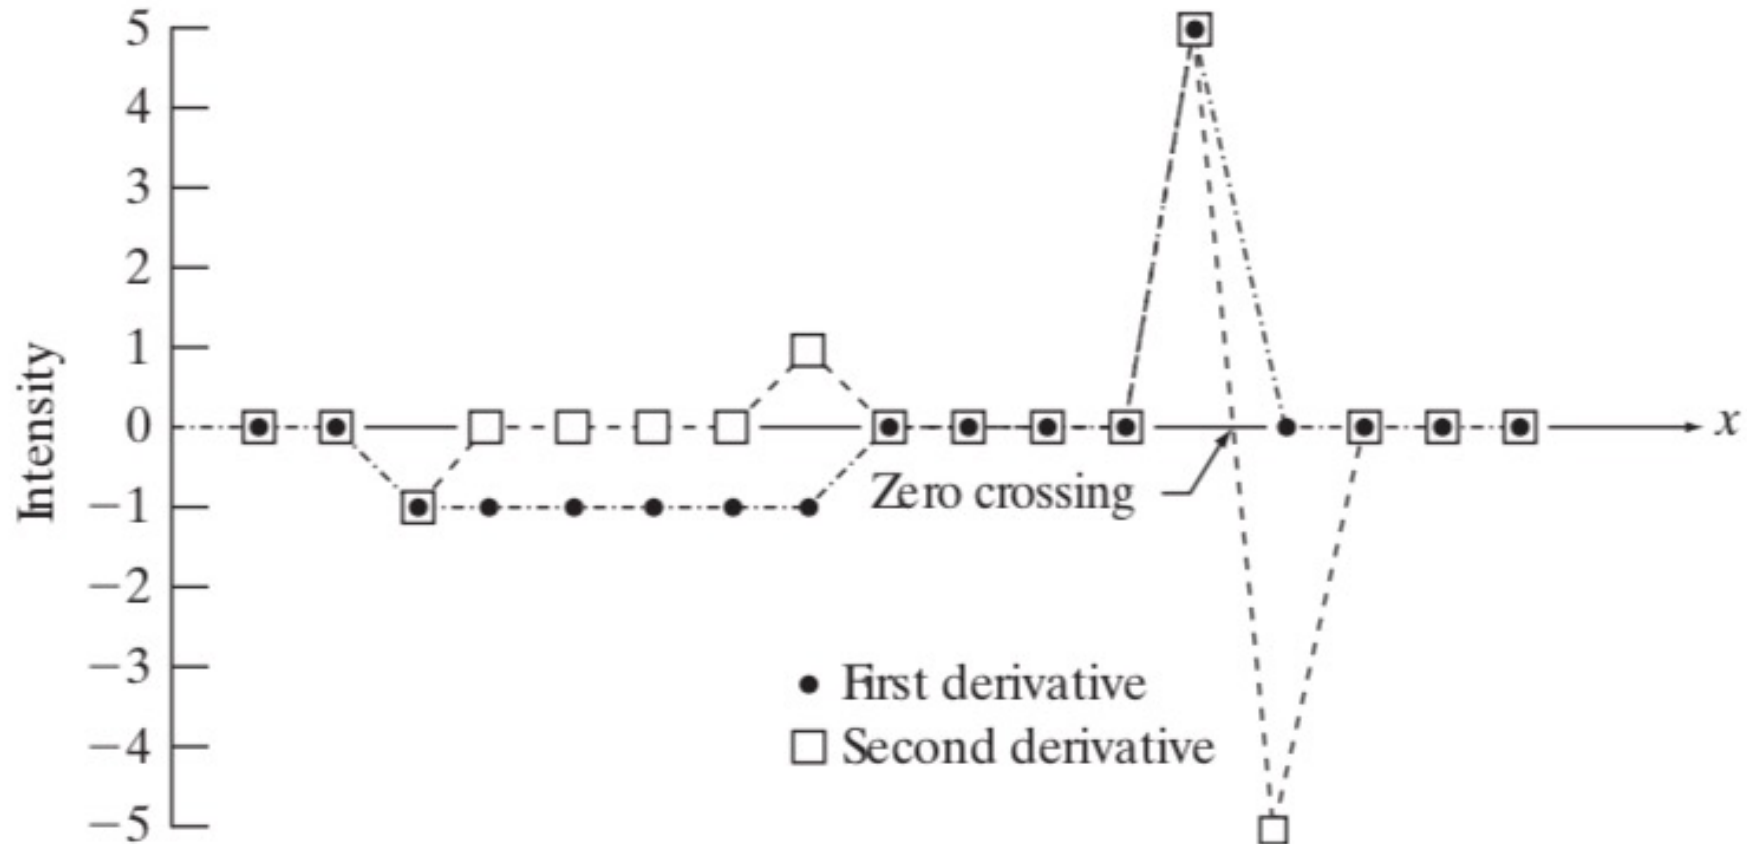 5
4
3
2
1
0
−1
−2
−3
−4
−5
Intensity
x
Zero crossing
First derivative
Second derivative